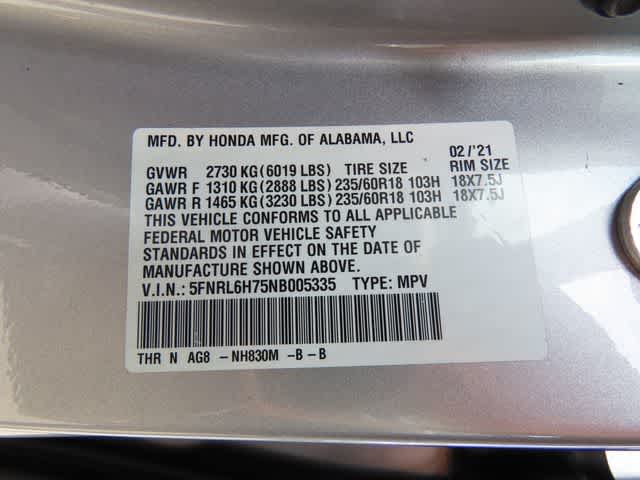 MFD. BY HONDA MFG. OF ALABAMA, LLC
02/'21
GVWR 2730 KG (6019 LBS) TIRE SIZE RIM SIZE
GAWR F 1310 KG (2888 LBS) 235/60R18 103H 18X7.5J
GAWR R 1465 KG (3230 LBS) 235/60R18 103H 18X7.5J
THIS VEHICLE CONFORMS TO ALL APPLICABLE
FEDERAL MOTOR VEHICLE SAFETY
STANDARDS IN EFFECT ON THE DATE OF
MANUFACTURE SHOWN ABOVE.
V.I.N.: 5FNRL6H75NB005335 TYPE: MPV
THR N AG8 - NH830M - B - B